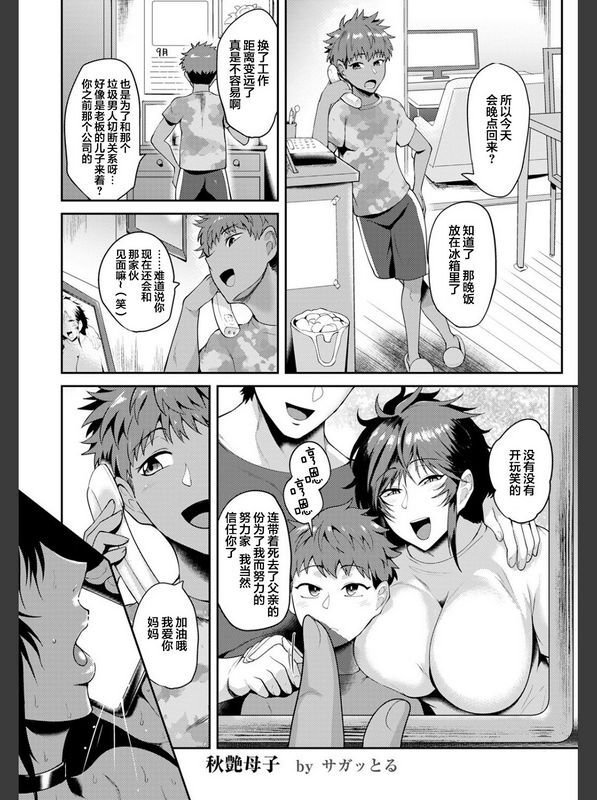 所以今天
会晚点回来?
知道了 那晚饭
放在冰箱里了
换了工作
距离变远了
真是不容易啊
9月
也是为了和那个
垃圾男人切断关系呀…
好像是老板的儿子来着?
你之前那个公司的
……难道说你
现在还会和
那家伙
见面嘛~(笑)
没有没有
开玩笑的
哼嗯
哼嗯
连带着死去了父亲的
份为了我而努力的
努力家 我当然
信任你了
加油哦
我爱你
妈妈
秋艶母子 by サガッとる